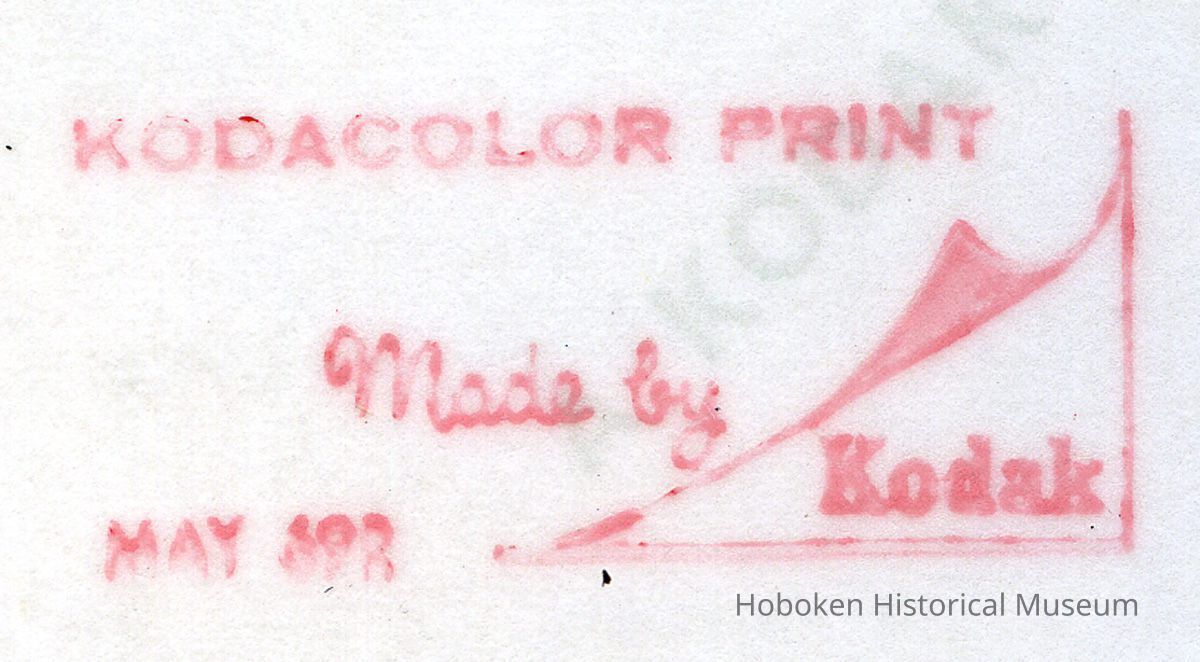 KODACOLOR PRINT
Made by
Kodak
MAY
Hoboken Historical Museum